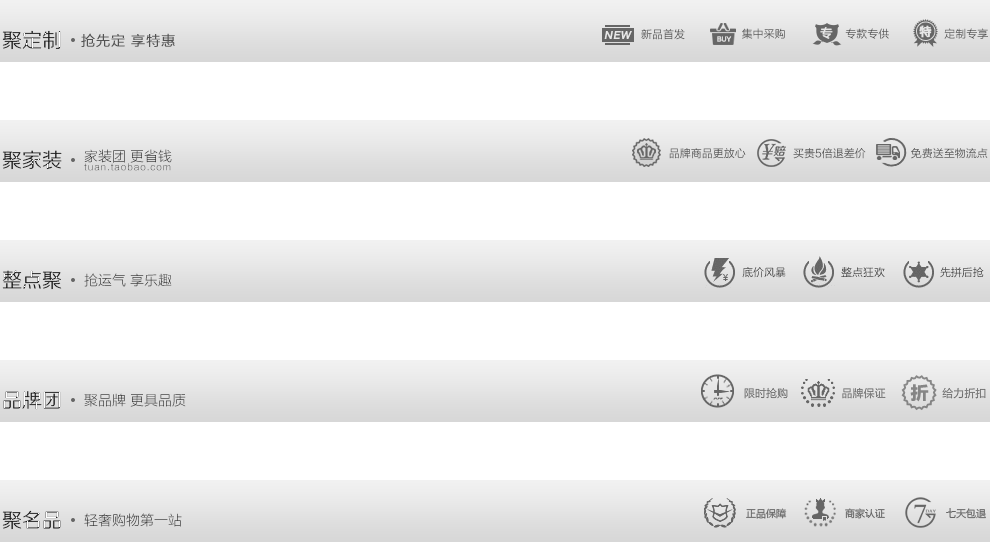 聚定制 • 抢先定 享特惠 NEW 新品首发 BUY 集中采购 专 专款专供 特 定制专享
聚家装 • 家装团 更省钱 品牌商品更放心 ¥赔 买贵5倍退差价 免费送至物流点
tuan.taobao.com
整点聚 • 抢运气 享乐趣 ¥ 底价风暴 整点狂欢 先拼后抢
品牌团 • 聚品牌 更具品质 限时抢购 品牌保证 折 给力折扣
聚名品 • 轻奢购物第一站 正品保障 商家认证 7 DAY 七天包退